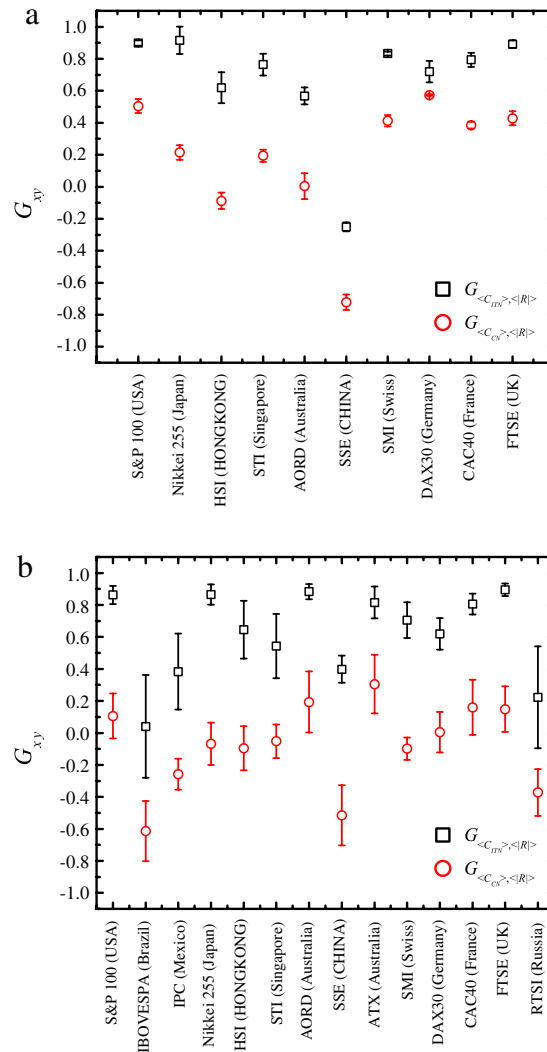 a
1.0
0.8
0.6
0.4
0.2
0.0
-0.2
-0.4
-0.6
-0.8
-1.0
G_xy
G_<C_ITN>,<|R|>
G_<C_CN>,<|R|>
S&P 100 (USA)
Nikkei 255 (Japan)
HSI (HONGKONG)
STI (Singapore)
AORD (Australia)
SSE (CHINA)
SMI (Swiss)
DAX30 (Germany)
CAC40 (France)
FTSE (UK)
b
1.0
0.8
0.6
0.4
0.2
0.0
-0.2
-0.4
-0.6
-0.8
-1.0
G_xy
G_<C_ITN>,<|R|>
G_<C_CN>,<|R|>
S&P 100 (USA)
IBOVESPA (Brazil)
IPC (Mexico)
Nikkei 255 (Japan)
HSI (HONGKONG)
STI (Singapore)
AORD (Australia)
SSE (CHINA)
ATX (Australia)
SMI (Swiss)
DAX30 (Germany)
CAC40 (France)
FTSE (UK)
RTSI (Russia)